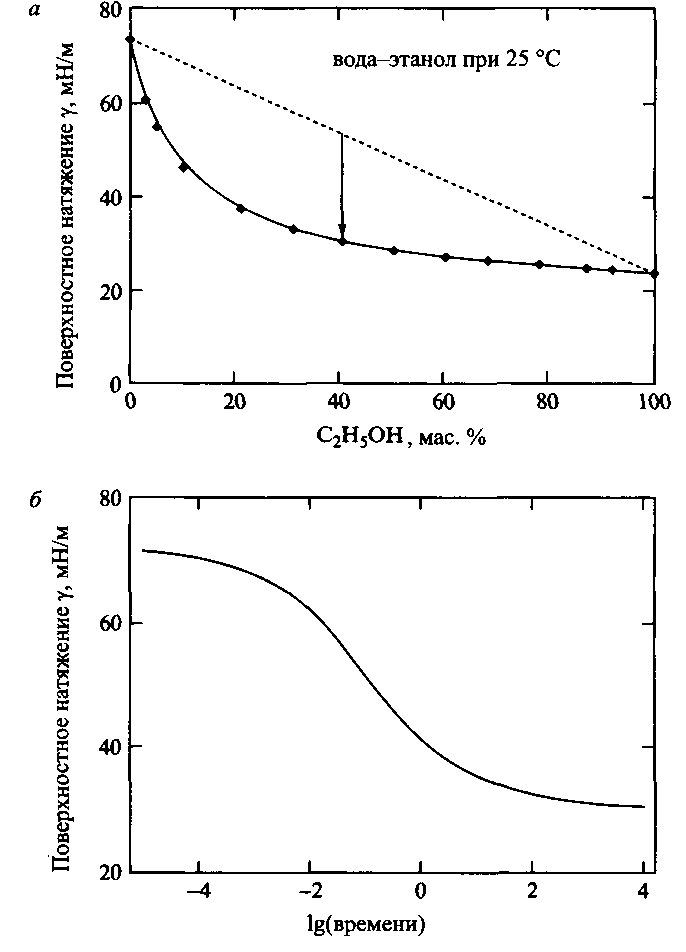 а
Поверхностное натяжение γ, мН/м
80
60
40
20
0
вода–этанол при 25 °C
0 20 40 60 80 100
C₂H₅OH, мас. %
б
Поверхностное натяжение γ, мН/м
80
60
40
20
–4 –2 0 2 4
lg(времени)